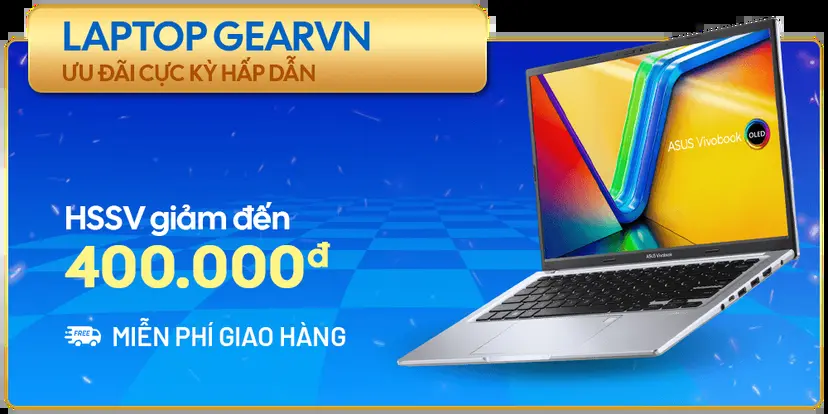 LAPTOP GEARVN
ƯU ĐÃI CỰC KỲ HẤP DẪN
HSSV giảm đến
400.000đ
FREE
MIỄN PHÍ GIAO HÀNG
ASUS Vivobook OLED
ASUS Vivobook